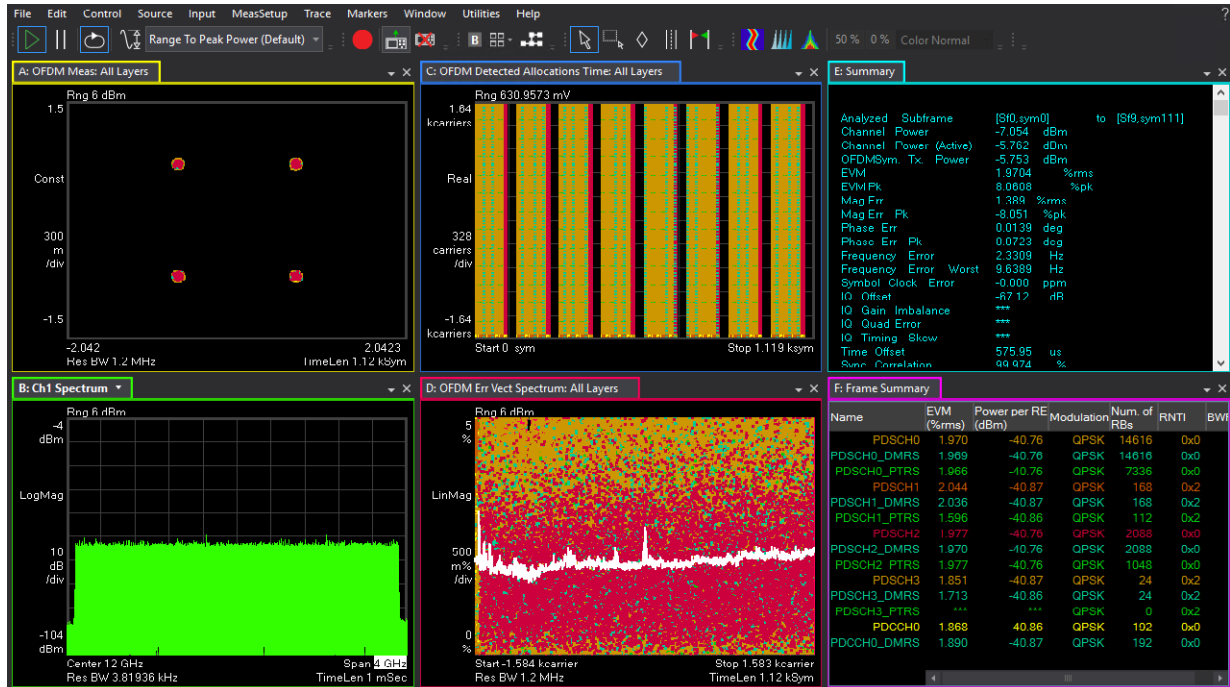 File Edit Control Source Input MeasSetup Trace Markers Window Utilities Help ?
Range To Peak Power (Default) B 50 % 0 % Color Normal
A: OFDM Meas: All Layers
Rng 6 dBm
1.5
Const
300
m
/div
-1.5
-2.042 2.0423
Res BW 1.2 MHz TimeLen 1.12 kSym
C: OFDM Detected Allocations Time: All Layers
Rng 630.9573 mV
1.64
kcarriers
Real
328
carriers
/div
-1.64
kcarriers
Start 0 sym Stop 1.119 ksym
E: Summary
Analyzed Subframe [Sf0,sym0] to [Sf9,sym111]
Channel Power -7.054 dBm
Channel Power (Active) -5.762 dBm
OFDMSym. Tx. Power -5.753 dBm
EVM 1.9704 %rms
EVM Pk 8.0608 %pk
Mag Err 1.389 %rms
Mag Err Pk -8.051 %pk
Phase Err 0.0139 deg
Phase Err Pk 0.0723 deg
Frequency Error 2.3309 Hz
Frequency Error Worst 9.6389 Hz
Symbol Clock Error -0.000 ppm
IQ Offset -67.12 dB
IQ Gain Imbalance ***
IQ Quad Error ***
IQ Timing Skew ***
Time Offset 575.95 us
Sync Correlation 99.974 %
B: Ch1 Spectrum
Rng 6 dBm
-4
dBm
LogMag
10
dB
/div
-104
dBm
Center 12 GHz Span 4 GHz
Res BW 3.81936 kHz TimeLen 1 mSec
D: OFDM Err Vect Spectrum: All Layers
Rng 6 dBm
5
%
LinMag
500
m%
/div
0
%
Start -1.584 kcarrier Stop 1.583 kcarrier
Res BW 1.2 MHz TimeLen 1.12 kSym
F: Frame Summary
Name EVM (%rms) Power per RE (dBm) Modulation Num. of RBs RNTI BWP
PDSCH0 1.970 -40.76 QPSK 14616 0x0
PDSCH0_DMRS 1.969 -40.76 QPSK 14616 0x0
PDSCH0_PTRS 1.966 -40.76 QPSK 7336 0x0
PDSCH1 2.044 -40.87 QPSK 168 0x2
PDSCH1_DMRS 2.036 -40.87 QPSK 168 0x2
PDSCH1_PTRS 1.596 -40.86 QPSK 112 0x2
PDSCH2 1.977 -40.76 QPSK 2088 0x0
PDSCH2_DMRS 1.970 -40.76 QPSK 2088 0x0
PDSCH2_PTRS 1.977 -40.76 QPSK 1048 0x0
PDSCH3 1.851 -40.87 QPSK 24 0x2
PDSCH3_DMRS 1.713 -40.86 QPSK 24 0x2
PDSCH3_PTRS *** *** QPSK 0 0x2
PDCCH0 1.868 40.86 QPSK 192 0x0
PDCCH0_DMRS 1.890 -40.87 QPSK 192 0x0